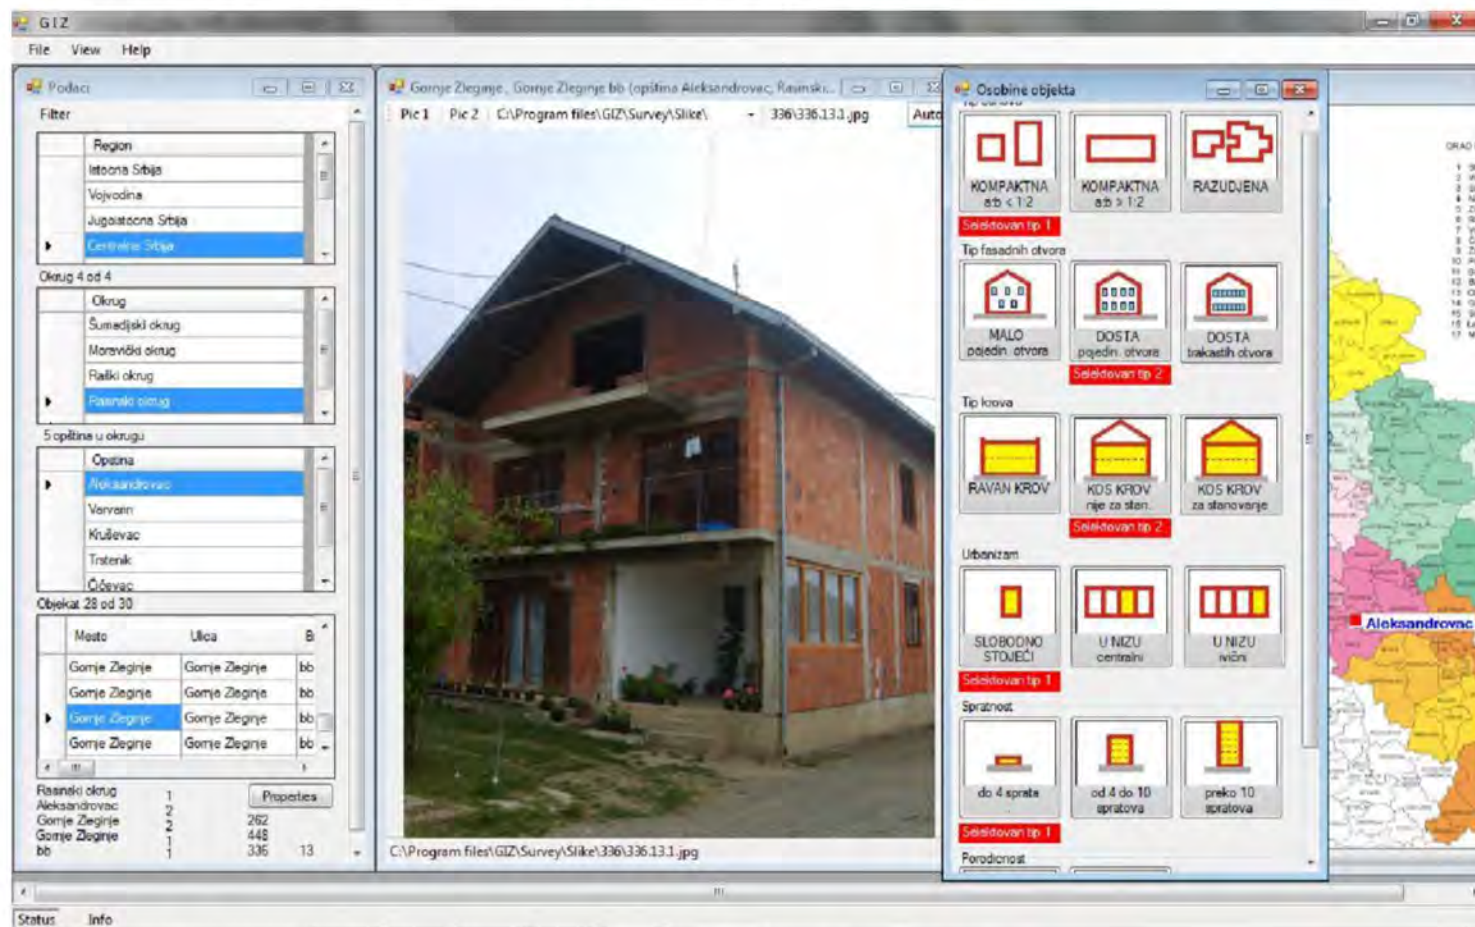 GIZ
File View Help
Podaci
Filter
Region
Istocna Srbija
Vojvodina
Jugoistocna Srbija
Centralna Srbija
Okrug 4 od 4
Okrug
Šumadijski okrug
Moravički okrug
Raški okrug
Rasinski okrug
5 opština u okrugu
Opstina
Aleksandrovac
Varvarin
Kruševac
Trstenik
Ćićevac
Objekat 28 od 30
Mesto Ulica B
Gornje Zleginje Gornje Zleginje bb
Gornje Zleginje Gornje Zleginje bb
Gornje Zleginje Gornje Zleginje bb
Gornje Zleginje Gornje Zleginje bb
Rasinski okrug 1 Properties
Aleksandrovac 2
Gornje Zleginje 2 262
Gornje Zleginje 1 448
bb 1 336 13
Gornje Zleginje , Gornje Zleginje bb (opština Aleksandrovac, Rasinski...
Pic 1 Pic 2 C:\Program files\GIZ\Survey\Slike\ 336\336.13.1.jpg Auto
C:\Program files\GIZ\Survey\Slike\336\336.13.1.jpg
Osobine objekta
KOMPAKTNA KOMPAKTNA RAZUDJENA
a:b < 1:2 a:b > 1:2
Selektovan tip 1
Tip fasadnih otvora
MALO DOSTA DOSTA
pojedin. otvora pojedin. otvora trakastih otvora
Selektovan tip 2
Tip krova
RAVAN KROV KOS KROV KOS KROV
nije za stan. za stanovanje
Selektovan tip 2
Urbanizam
SLOBODNO U NIZU U NIZU
STOJEĆI centralni ivični
Selektovan tip 1
Spratnost
do 4 sprata od 4 do 10 preko 10
. spratova spratova
Selektovan tip 1
Porodicnost
GRAD
Aleksandrovac
Status Info